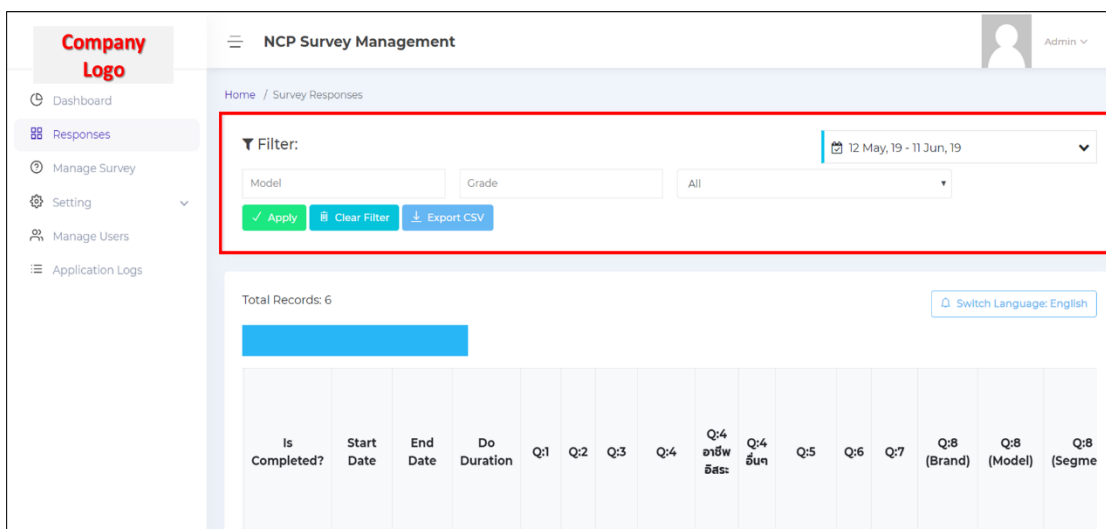 Company
Logo
NCP Survey Management
Admin
Dashboard
Responses
Manage Survey
Setting
Manage Users
Application Logs
Home / Survey Responses
Filter:
12 May, 19 - 11 Jun, 19
Model
Grade
All
Apply
Clear Filter
Export CSV
Total Records: 6
Switch Language: English
Is
Completed?
Start
Date
End
Date
Do
Duration
Q:1
Q:2
Q:3
Q:4
Q:4
อาชีพ
อิสระ
Q:4
อื่นๆ
Q:5
Q:6
Q:7
Q:8
(Brand)
Q:8
(Model)
Q:8
(Segme